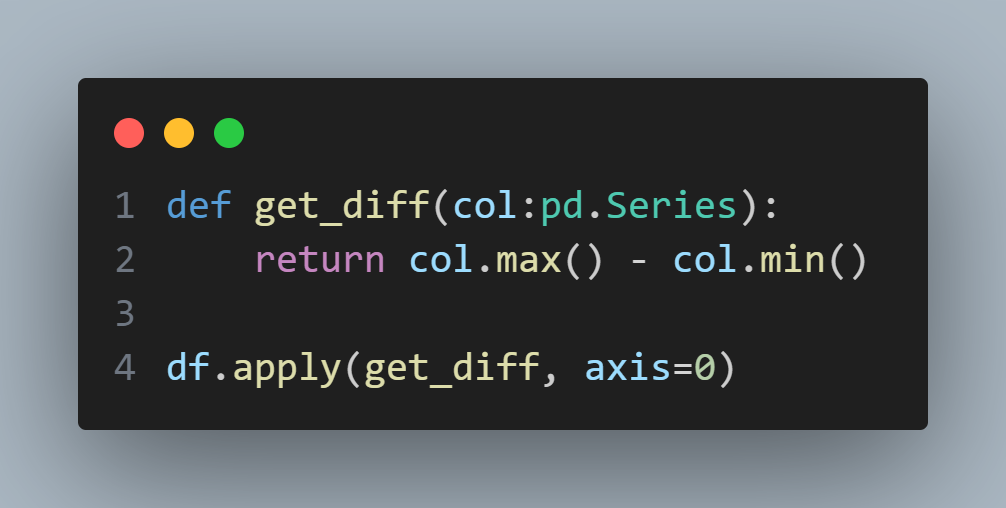 1 def get_diff(col:pd.Series):
2     return col.max() - col.min()
3
4 df.apply(get_diff, axis=0)